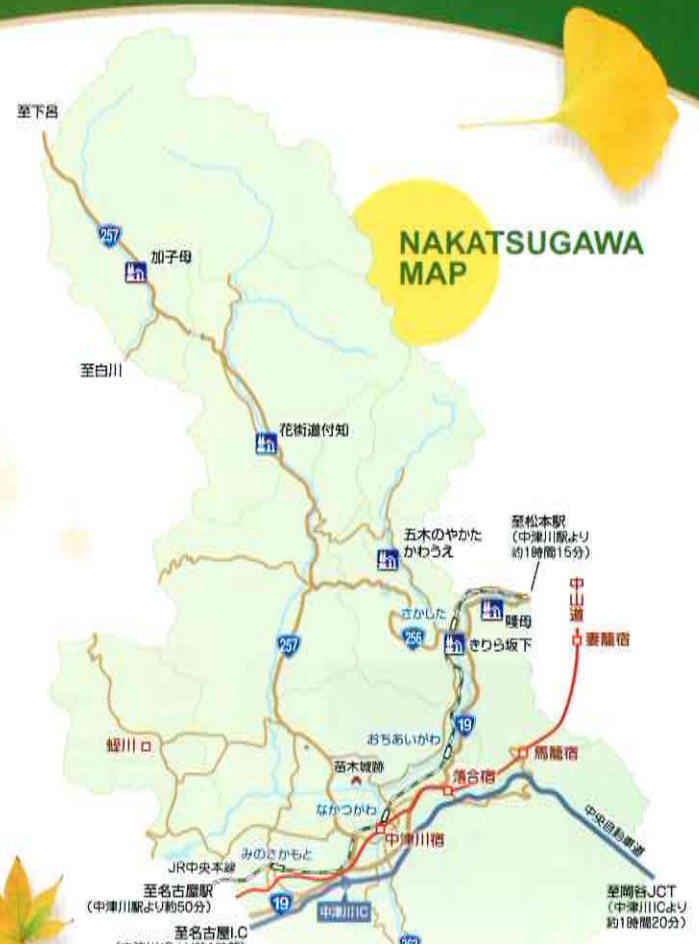 至下呂
257
加子母
NAKATSUGAWA
MAP
至白川
花街道付知
五木のやかた
かわうえ
至松本駅
(中津川駅より
約1時間15分)
中山道
賤母
さかした
256
きりら坂下
妻籠宿
257
19
おちあいがわ
蛭川
苗木城跡
馬籠宿
落合宿
なかつがわ
中津川宿
中央自動車道
みのさかもと
JR中央本線
至名古屋駅
(中津川駅より約50分)
19
中津川IC
至岡谷JCT
(中津川ICより
約1時間20分)
至名古屋I.C